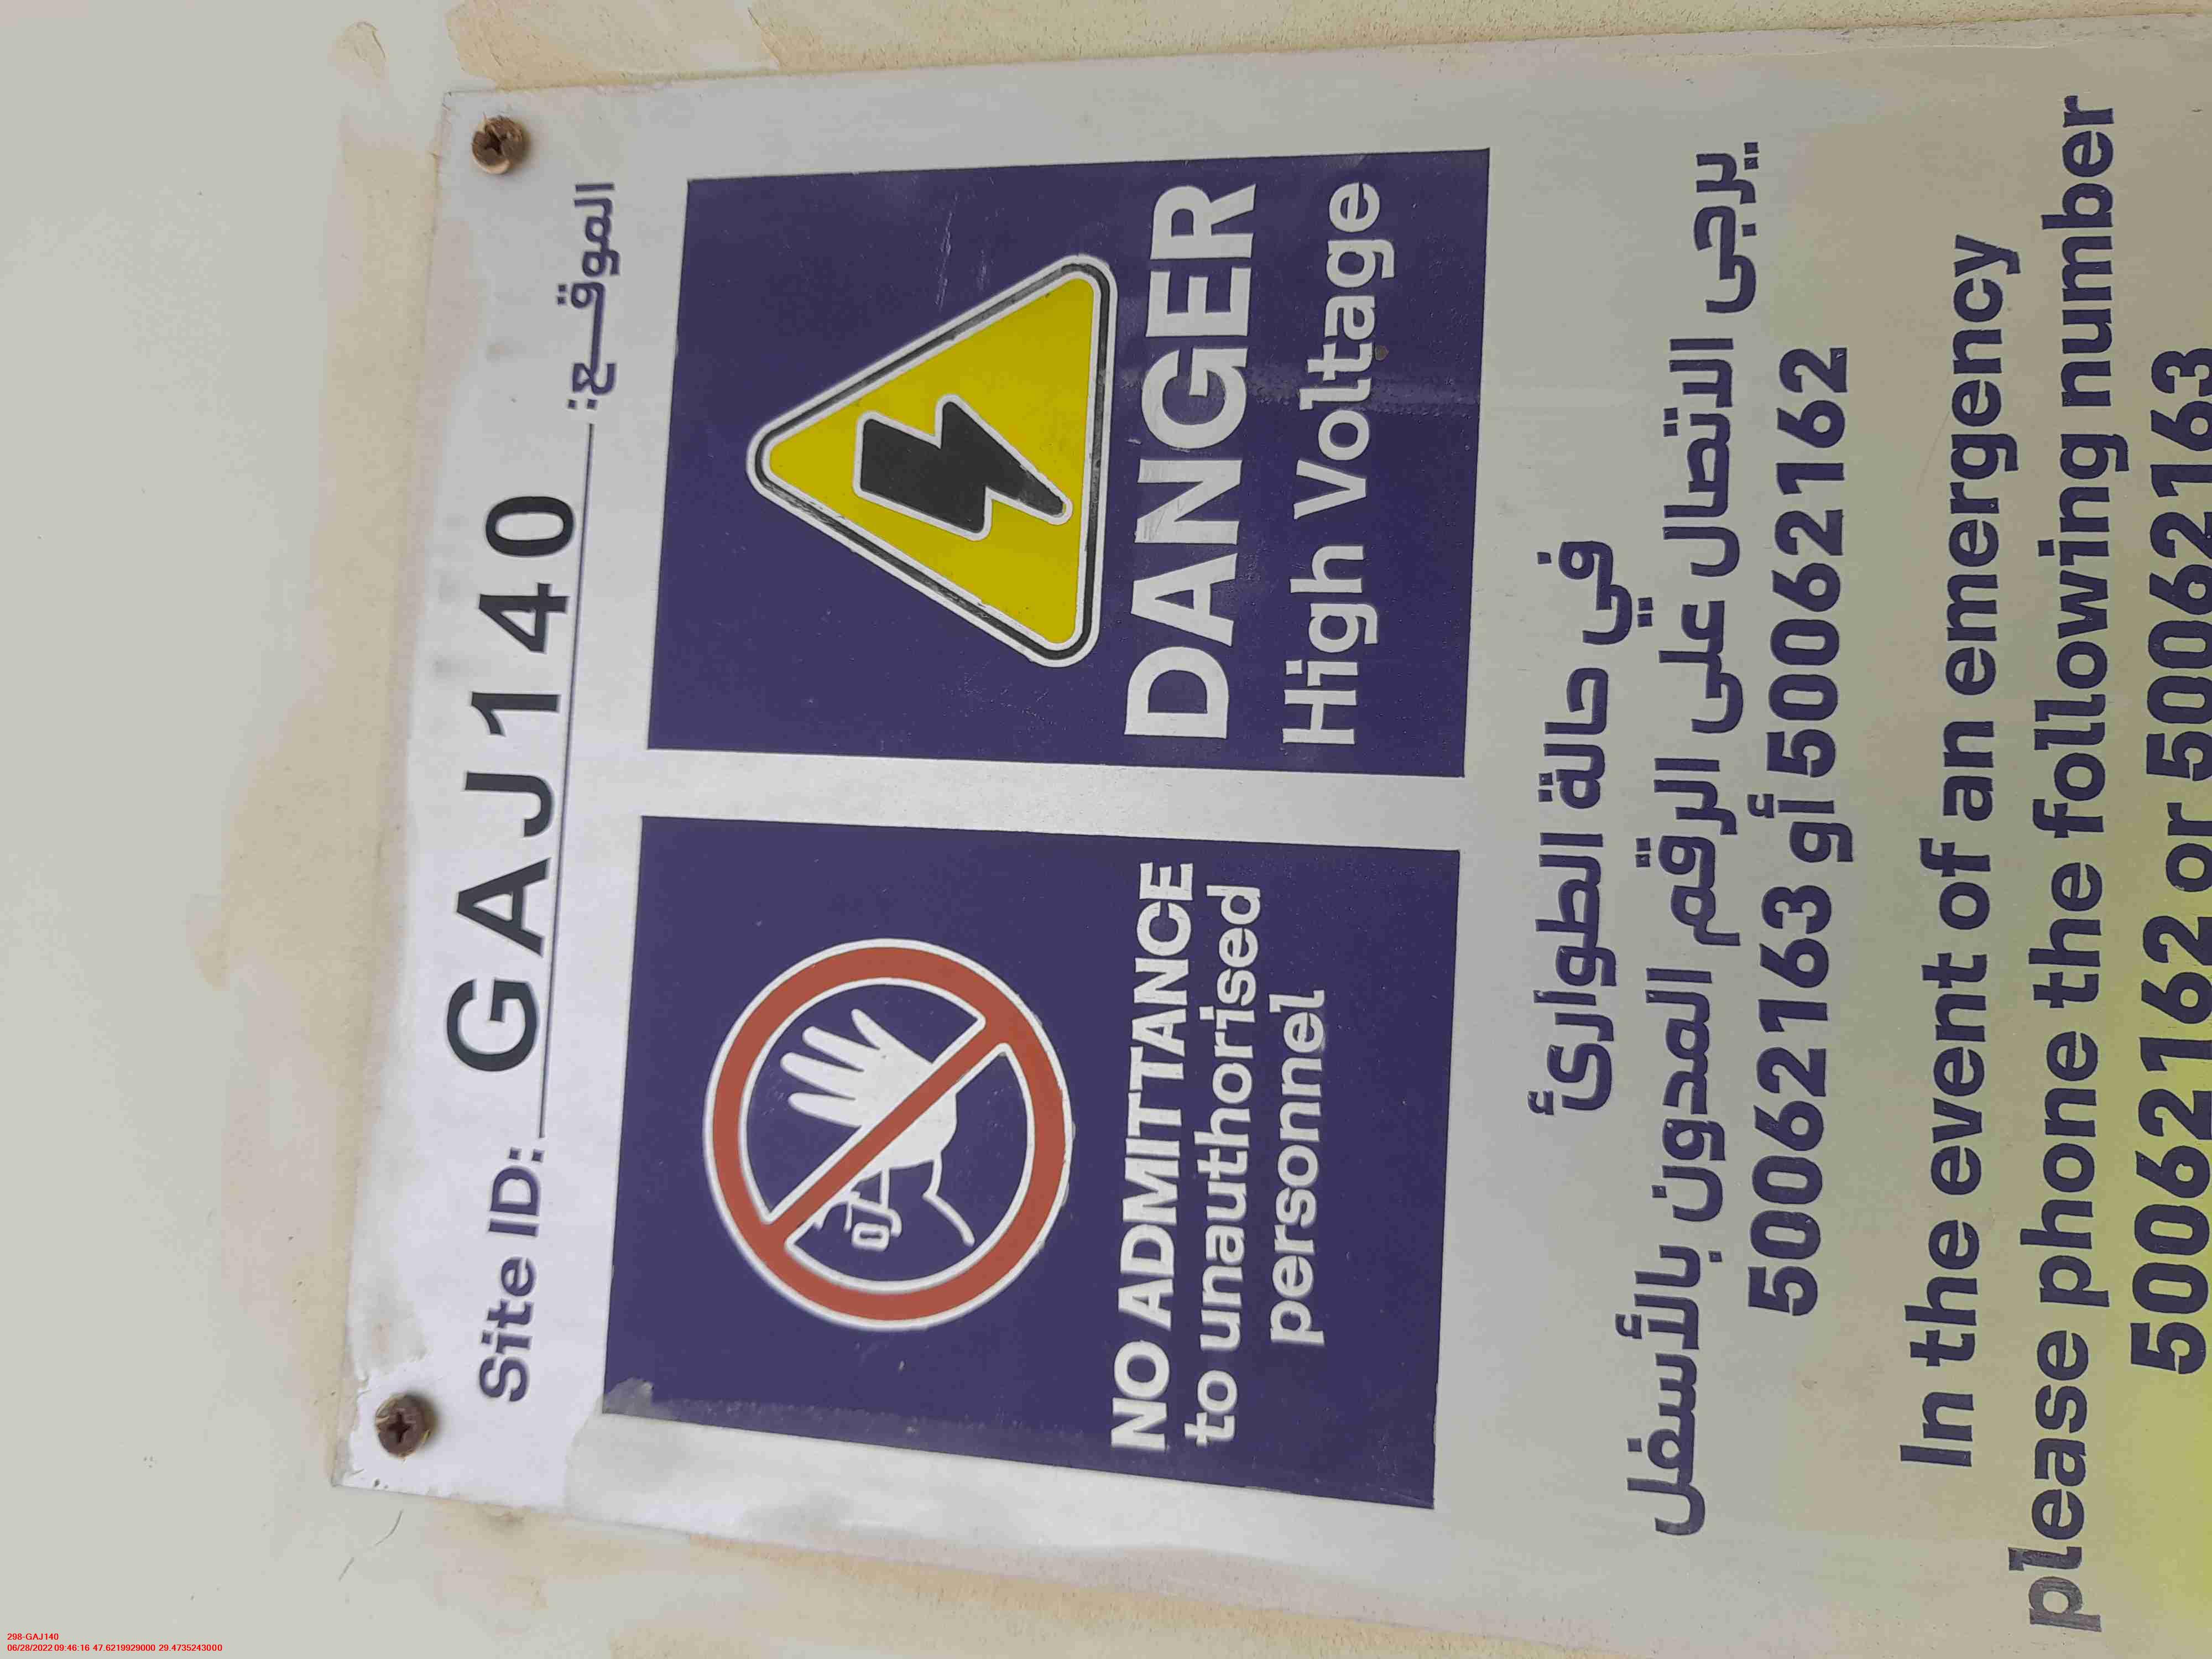 Site ID: GAJ140 الموقــع:
NO ADMITTANCE
to unauthorised
personnel
DANGER
High Voltage
في حالة الطوارئ
يرجى الاتصال على الرقم المدون بالأسفل
50062163 أو 50062162
In the event of an emergency
please phone the following number
50062162 or 50062163
298-GAJ140
06/28/2022 09:46:16 47.6219929000 29.4735243000